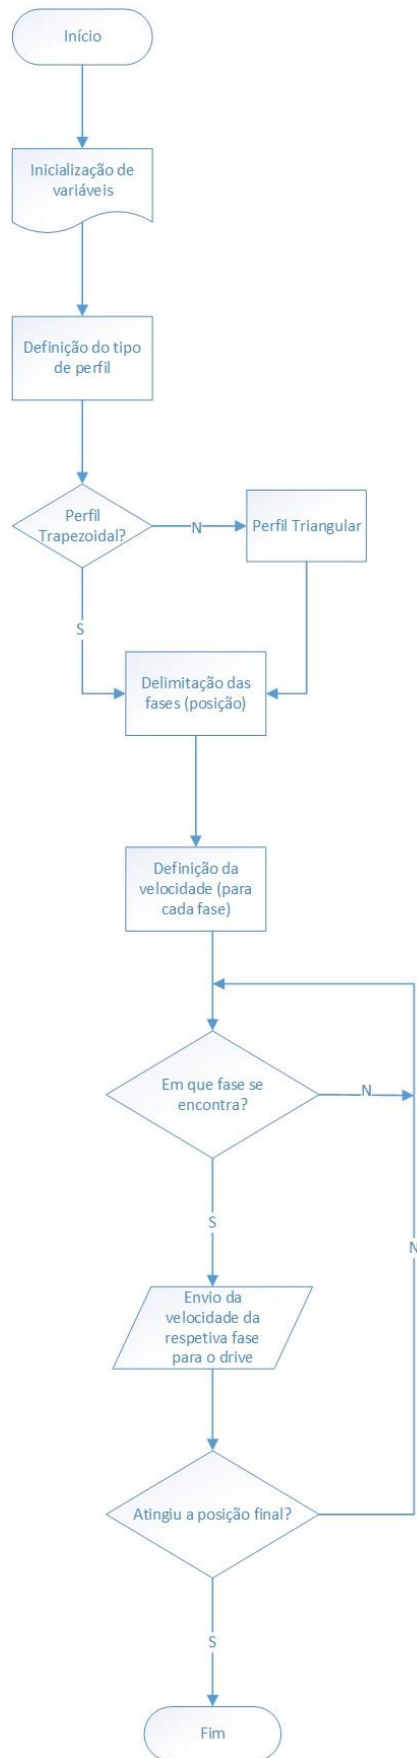 Início
Inicialização de
variáveis
Definição do tipo
de perfil
Perfil
Trapezoidal?
N
Perfil Triangular
S
Delimitação das
fases (posição)
Definição da
velocidade (para
cada fase)
Em que fase se
encontra?
N
S
N
Envio da
velocidade da
respetiva fase
para o drive
Atingiu a posição final?
S
Fim